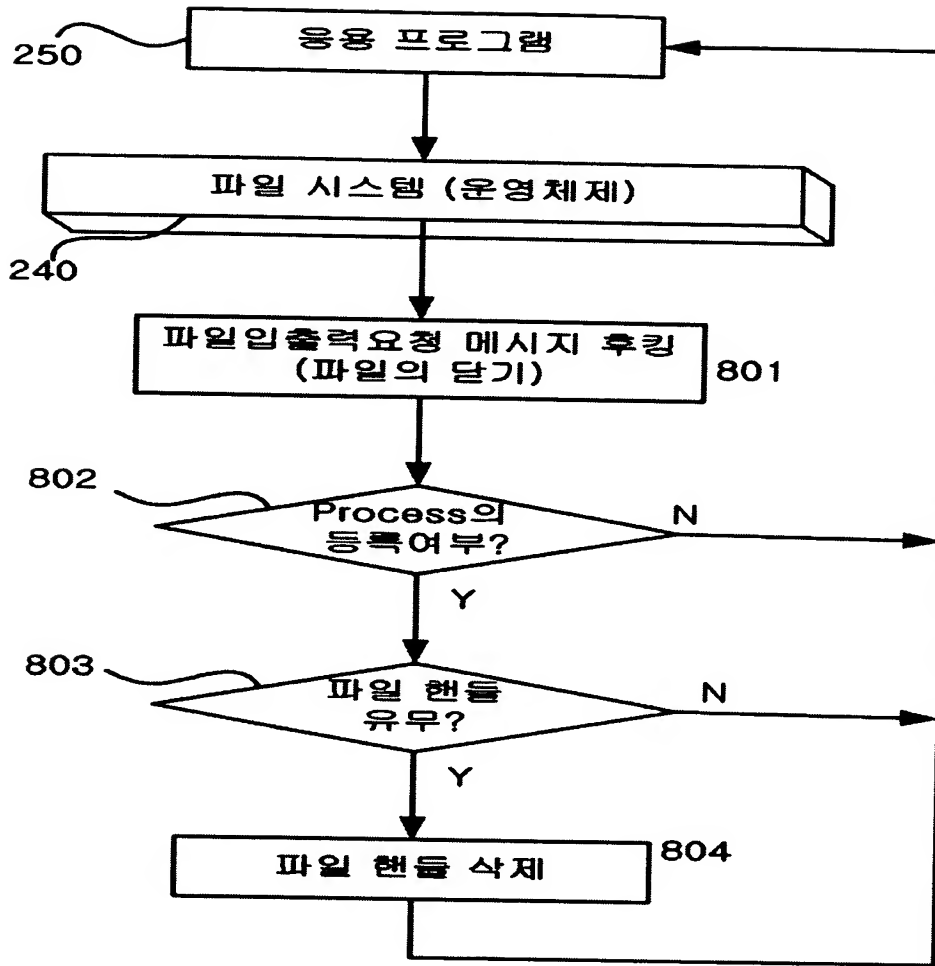 응용 프로그램
250
파일 시스템 (운영체제)
240
파일입출력요청 메시지 후킹
(파일의 닫기)
801
802
Process의
등록여부?
N
Y
803
파일 핸들
유무?
N
Y
파일 핸들 삭제
804